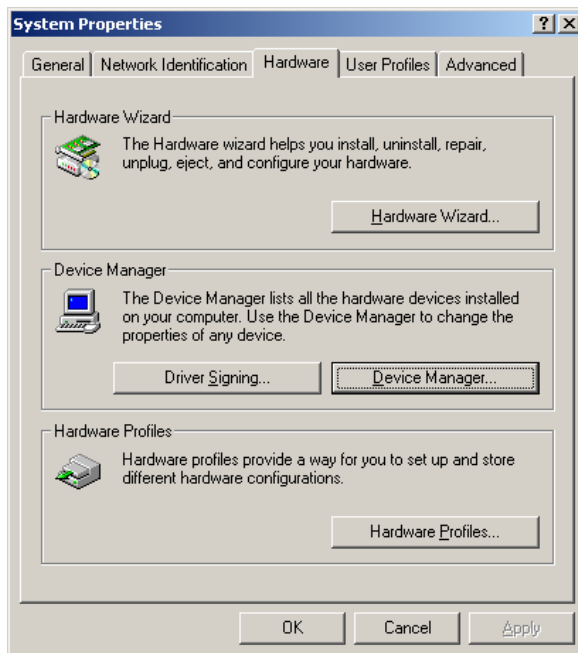 System Properties
General
Network Identification
Hardware
User Profiles
Advanced
Hardware Wizard
The Hardware wizard helps you install, uninstall, repair,
unplug, eject, and configure your hardware.
Hardware Wizard...
Device Manager
The Device Manager lists all the hardware devices installed
on your computer. Use the Device Manager to change the
properties of any device.
Driver Signing...
Device Manager...
Hardware Profiles
Hardware profiles provide a way for you to set up and store
different hardware configurations.
Hardware Profiles...
OK
Cancel
Apply